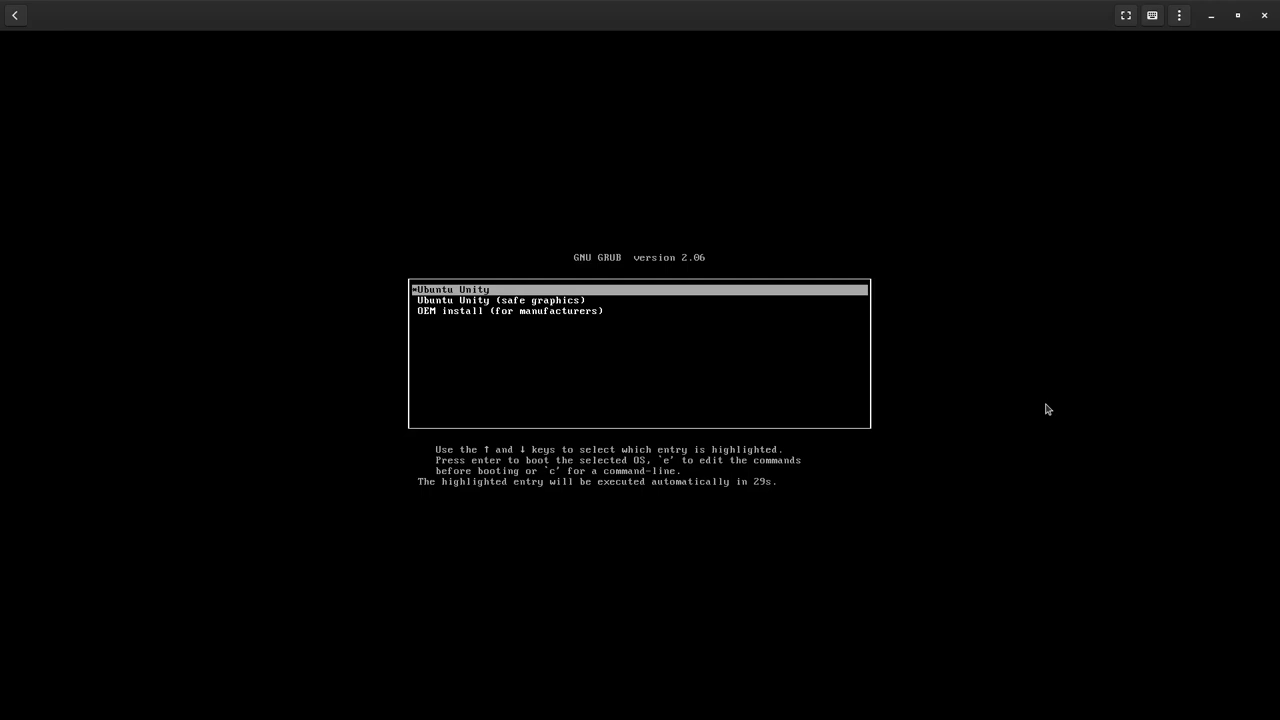 GNU GRUB  version 2.06
*Ubuntu Unity
Ubuntu Unity (safe graphics)
OEM install (for manufacturers)
Use the ↑ and ↓ keys to select which entry is highlighted.
Press enter to boot the selected OS, `e' to edit the commands
before booting or `c' for a command-line.
The highlighted entry will be executed automatically in 29s.